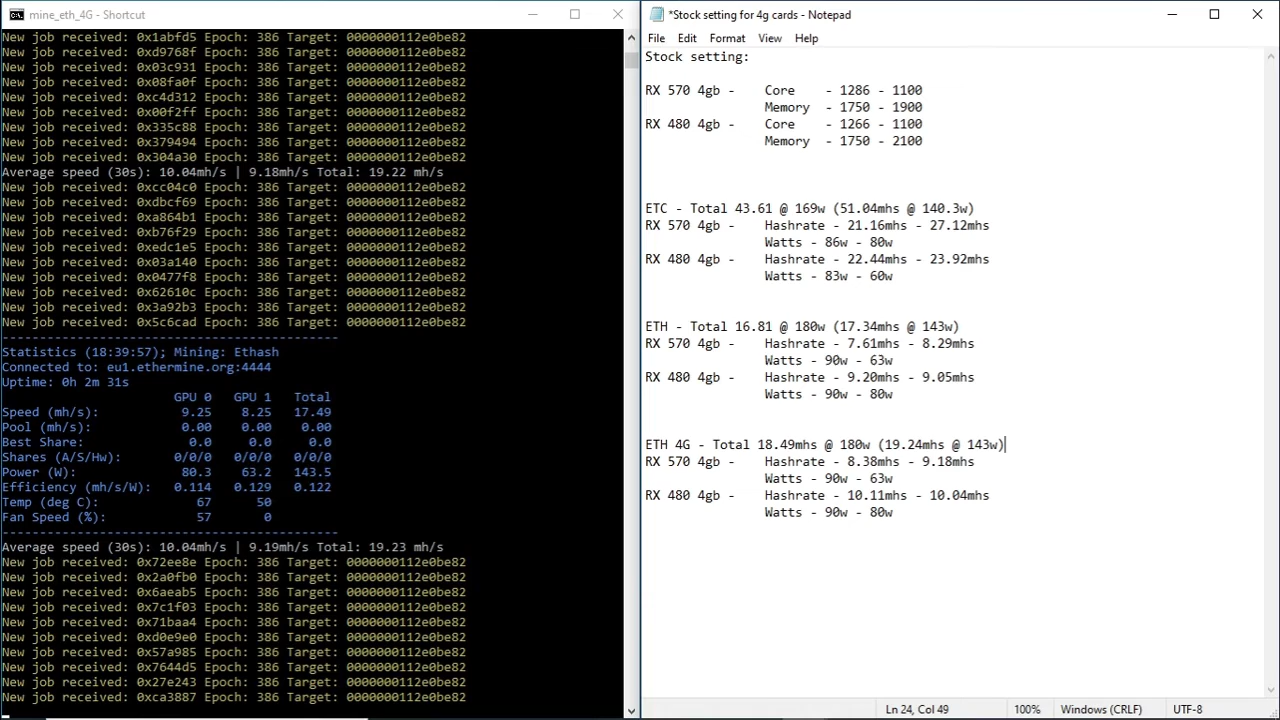 mine_eth_4G - Shortcut
New job received: 0x1abfd5 Epoch: 386 Target: 0000000112e0be82
New job received: 0xd9768f Epoch: 386 Target: 0000000112e0be82
New job received: 0x03c931 Epoch: 386 Target: 0000000112e0be82
New job received: 0x08fa0f Epoch: 386 Target: 0000000112e0be82
New job received: 0xc4d312 Epoch: 386 Target: 0000000112e0be82
New job received: 0x00f2ff Epoch: 386 Target: 0000000112e0be82
New job received: 0x335c88 Epoch: 386 Target: 0000000112e0be82
New job received: 0x379494 Epoch: 386 Target: 0000000112e0be82
New job received: 0x304a30 Epoch: 386 Target: 0000000112e0be82
Average speed (30s): 10.04mh/s | 9.18mh/s Total: 19.22 mh/s
New job received: 0xcc04c0 Epoch: 386 Target: 0000000112e0be82
New job received: 0xdbcf69 Epoch: 386 Target: 0000000112e0be82
New job received: 0xa864b1 Epoch: 386 Target: 0000000112e0be82
New job received: 0xb76f29 Epoch: 386 Target: 0000000112e0be82
New job received: 0xedc1e5 Epoch: 386 Target: 0000000112e0be82
New job received: 0x03a140 Epoch: 386 Target: 0000000112e0be82
New job received: 0x0477f8 Epoch: 386 Target: 0000000112e0be82
New job received: 0x62610c Epoch: 386 Target: 0000000112e0be82
New job received: 0x3a92b3 Epoch: 386 Target: 0000000112e0be82
New job received: 0x5c6cad Epoch: 386 Target: 0000000112e0be82
Statistics (18:39:57); Mining: Ethash
Connected to: eu1.ethermine.org:4444
Uptime: 0h 2m 31s
GPU 0 GPU 1 Total
Speed (mh/s): 9.25 8.25 17.49
Pool (mh/s): 0.00 0.00 0.00
Best Share: 0.0 0.0 0.0
Shares (A/S/Hw): 0/0/0 0/0/0 0/0/0
Power (W): 80.3 63.2 143.5
Efficiency (mh/s/W): 0.114 0.129 0.122
Temp (deg C): 67 50
Fan Speed (%): 57 0
Average speed (30s): 10.04mh/s | 9.19mh/s Total: 19.23 mh/s
New job received: 0x72ee8e Epoch: 386 Target: 0000000112e0be82
New job received: 0x2a0fb0 Epoch: 386 Target: 0000000112e0be82
New job received: 0x6aeab5 Epoch: 386 Target: 0000000112e0be82
New job received: 0x7c1f03 Epoch: 386 Target: 0000000112e0be82
New job received: 0x71baa4 Epoch: 386 Target: 0000000112e0be82
New job received: 0xd0e9e0 Epoch: 386 Target: 0000000112e0be82
New job received: 0x57a985 Epoch: 386 Target: 0000000112e0be82
New job received: 0x7644d5 Epoch: 386 Target: 0000000112e0be82
New job received: 0x27e243 Epoch: 386 Target: 0000000112e0be82
New job received: 0xca3887 Epoch: 386 Target: 0000000112e0be82
*Stock setting for 4g cards - Notepad
File Edit Format View Help
Stock setting:
RX 570 4gb - Core - 1286 - 1100
Memory - 1750 - 1900
RX 480 4gb - Core - 1266 - 1100
Memory - 1750 - 2100
ETC - Total 43.61 @ 169w (51.04mhs @ 140.3w)
RX 570 4gb - Hashrate - 21.16mhs - 27.12mhs
Watts - 86w - 80w
RX 480 4gb - Hashrate - 22.44mhs - 23.92mhs
Watts - 83w - 60w
ETH - Total 16.81 @ 180w (17.34mhs @ 143w)
RX 570 4gb - Hashrate - 7.61mhs - 8.29mhs
Watts - 90w - 63w
RX 480 4gb - Hashrate - 9.20mhs - 9.05mhs
Watts - 90w - 80w
ETH 4G - Total 18.49mhs @ 180w (19.24mhs @ 143w)
RX 570 4gb - Hashrate - 8.38mhs - 9.18mhs
Watts - 90w - 63w
RX 480 4gb - Hashrate - 10.11mhs - 10.04mhs
Watts - 90w - 80w
Ln 24, Col 49 100% Windows (CRLF) UTF-8